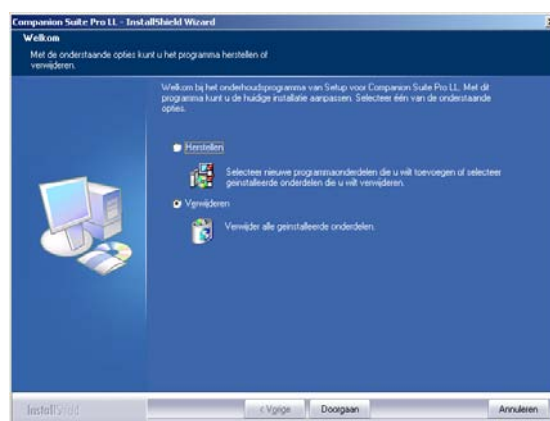 Companion Suite Pro LL - InstallShield Wizard
Welkom
Met de onderstaande opties kunt u het programma herstellen of
verwijderen.
Welkom bij het onderhoudsprogramma van Setup voor Companion Suite Pro LL. Met dit
programma kunt u de huidige installatie aanpassen. Selecteer één van de onderstaande
opties.
Herstellen
Selecteer nieuwe programmaonderdelen die u wilt toevoegen of selecteer
geinstalleerde onderdelen die u wilt verwijderen.
Verwijderen
Verwijder alle geinstalleerde onderdelen.
InstallShield
< Vorige
Doorgaan
Annuleren